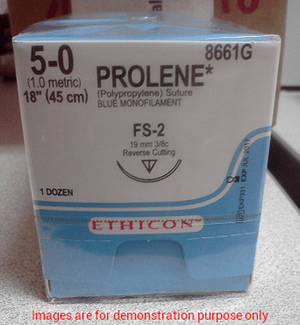 5-0
(1.0 metric)
18" (45 cm)
8661G
PROLENE*
(Polypropylene) Suture
BLUE MONOFILAMENT
FS-2
19 mm 3/8c
Reverse Cutting
1 DOZEN
ETHICON
Images are for demonstration purpose only